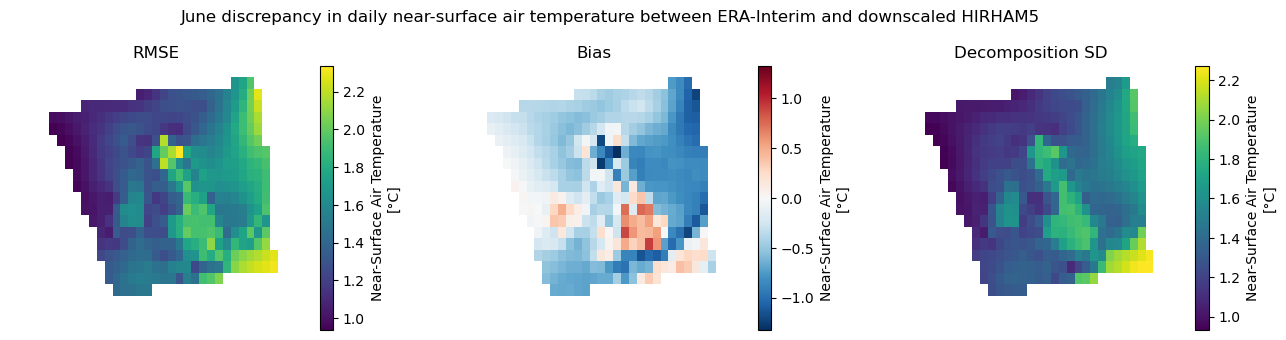 June discrepancy in daily near-surface air temperature between ERA-Interim and downscaled HIRHAM5
RMSE
2.2
2.0
1.8
1.6
1.4
1.2
1.0
Near-Surface Air Temperature
[°C]
Bias
1.0
0.5
0.0
−0.5
−1.0
Near-Surface Air Temperature
[°C]
Decomposition SD
2.2
2.0
1.8
1.6
1.4
1.2
1.0
Near-Surface Air Temperature
[°C]